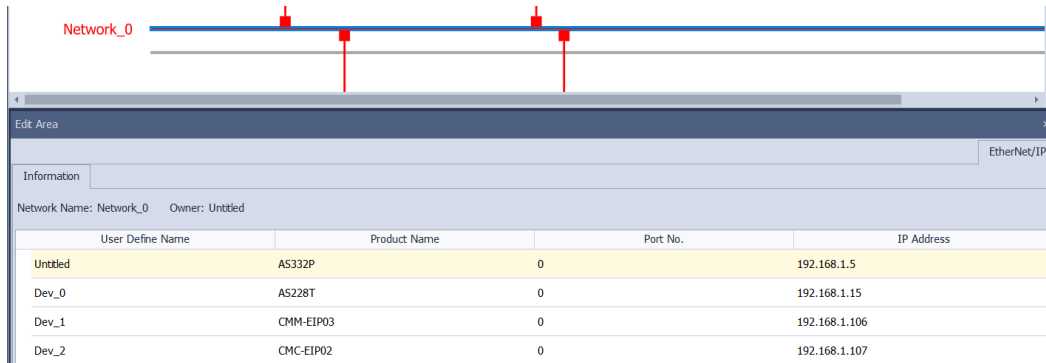 Network_0
Edit Area
EtherNet/IP
Information
Network Name: Network_0 Owner: Untitled
User Define Name Product Name Port No. IP Address
Untitled AS332P 0 192.168.1.5
Dev_0 AS228T 0 192.168.1.15
Dev_1 CMM-EIP03 0 192.168.1.106
Dev_2 CMC-EIP02 0 192.168.1.107